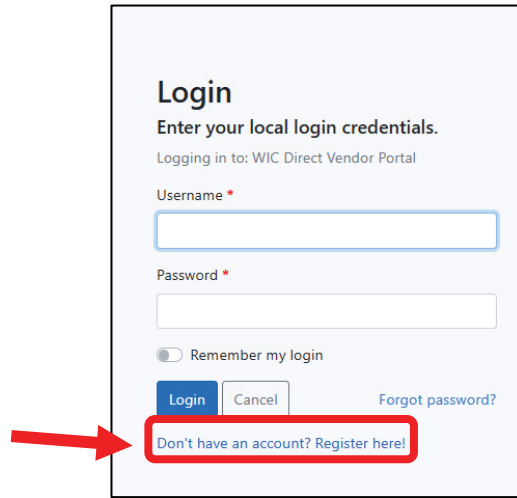 Login
Enter your local login credentials.
Logging in to: WIC Direct Vendor Portal
Username *
Password *
Remember my login
Login Cancel Forgot password?
Don't have an account? Register here!